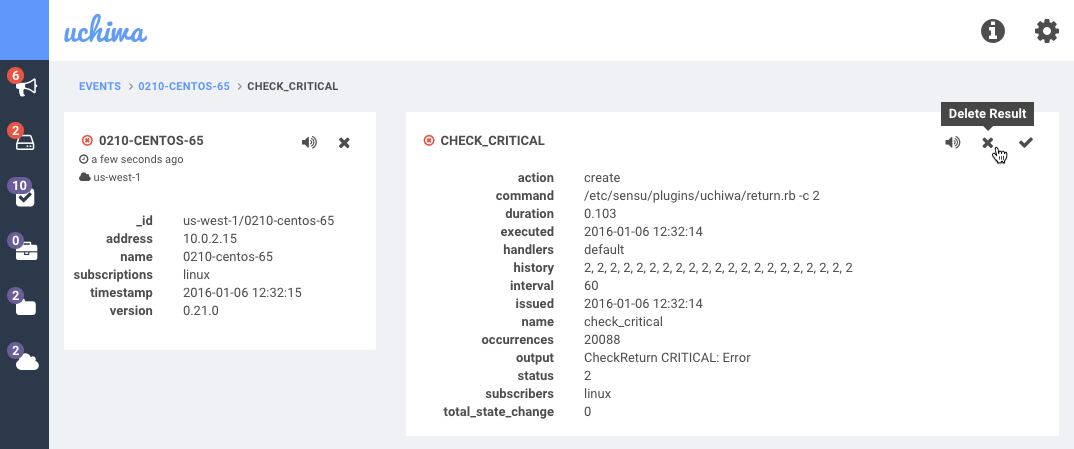 uchiwa
6
2
10
0
2
2
EVENTS > 0210-CENTOS-65 > CHECK_CRITICAL
0210-CENTOS-65
a few seconds ago
us-west-1
_id us-west-1/0210-centos-65
address 10.0.2.15
name 0210-centos-65
subscriptions linux
timestamp 2016-01-06 12:32:15
version 0.21.0
Delete Result
CHECK_CRITICAL
action create
command /etc/sensu/plugins/uchiwa/return.rb -c 2
duration 0.103
executed 2016-01-06 12:32:14
handlers default
history 2, 2, 2, 2, 2, 2, 2, 2, 2, 2, 2, 2, 2, 2, 2, 2, 2, 2, 2, 2, 2
interval 60
issued 2016-01-06 12:32:14
name check_critical
occurrences 20088
output CheckReturn CRITICAL: Error
status 2
subscribers linux
total_state_change 0